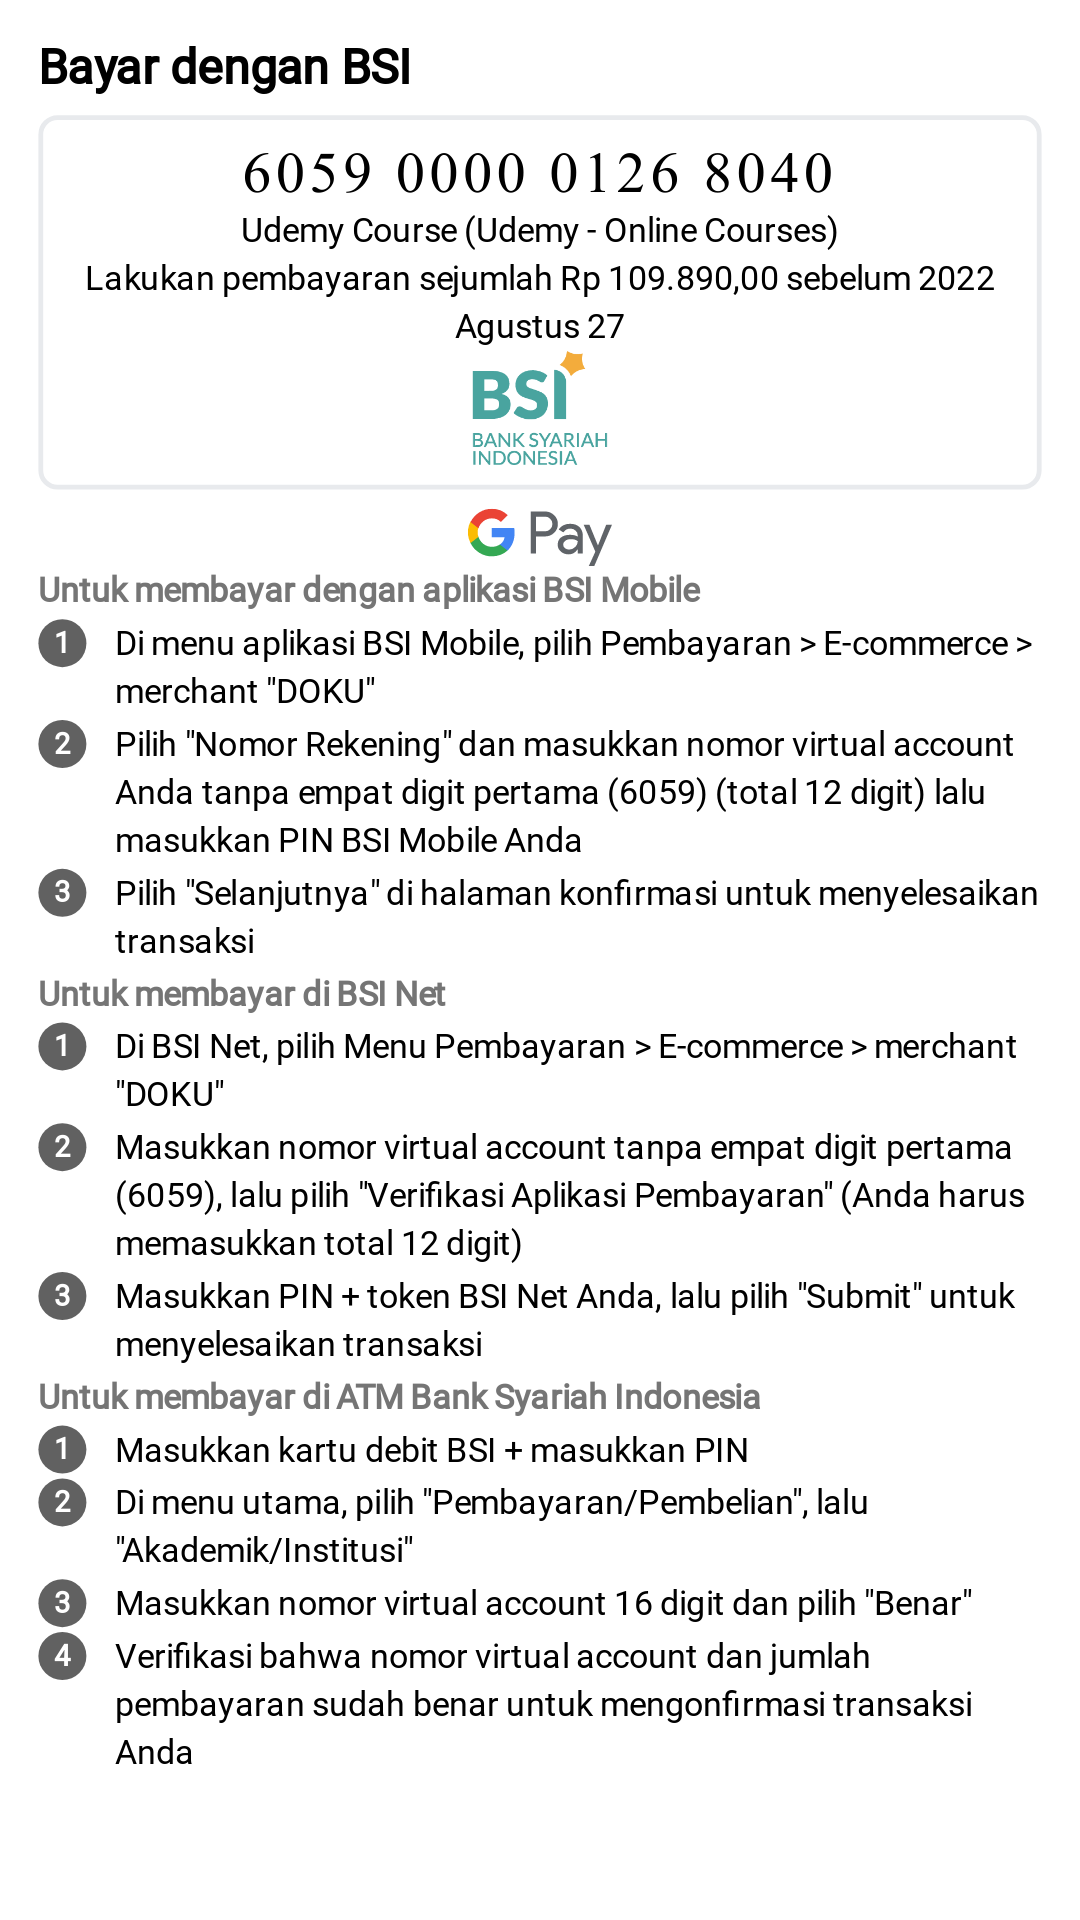 Bayar dengan BSI
6059 0000 0126 8040
Udemy Course (Udemy - Online Courses)
Lakukan pembayaran sejumlah Rp 109.890,00 sebelum 2022
Agustus 27
BSI
BANK SYARIAH
INDONESIA
G Pay
Untuk membayar dengan aplikasi BSI Mobile
1 Di menu aplikasi BSI Mobile, pilih Pembayaran > E-commerce >
merchant "DOKU"
2 Pilih "Nomor Rekening" dan masukkan nomor virtual account
Anda tanpa empat digit pertama (6059) (total 12 digit) lalu
masukkan PIN BSI Mobile Anda
3 Pilih "Selanjutnya" di halaman konfirmasi untuk menyelesaikan
transaksi
Untuk membayar di BSI Net
1 Di BSI Net, pilih Menu Pembayaran > E-commerce > merchant
"DOKU"
2 Masukkan nomor virtual account tanpa empat digit pertama
(6059), lalu pilih "Verifikasi Aplikasi Pembayaran" (Anda harus
memasukkan total 12 digit)
3 Masukkan PIN + token BSI Net Anda, lalu pilih "Submit" untuk
menyelesaikan transaksi
Untuk membayar di ATM Bank Syariah Indonesia
1 Masukkan kartu debit BSI + masukkan PIN
2 Di menu utama, pilih "Pembayaran/Pembelian", lalu
"Akademik/Institusi"
3 Masukkan nomor virtual account 16 digit dan pilih "Benar"
4 Verifikasi bahwa nomor virtual account dan jumlah
pembayaran sudah benar untuk mengonfirmasi transaksi
Anda